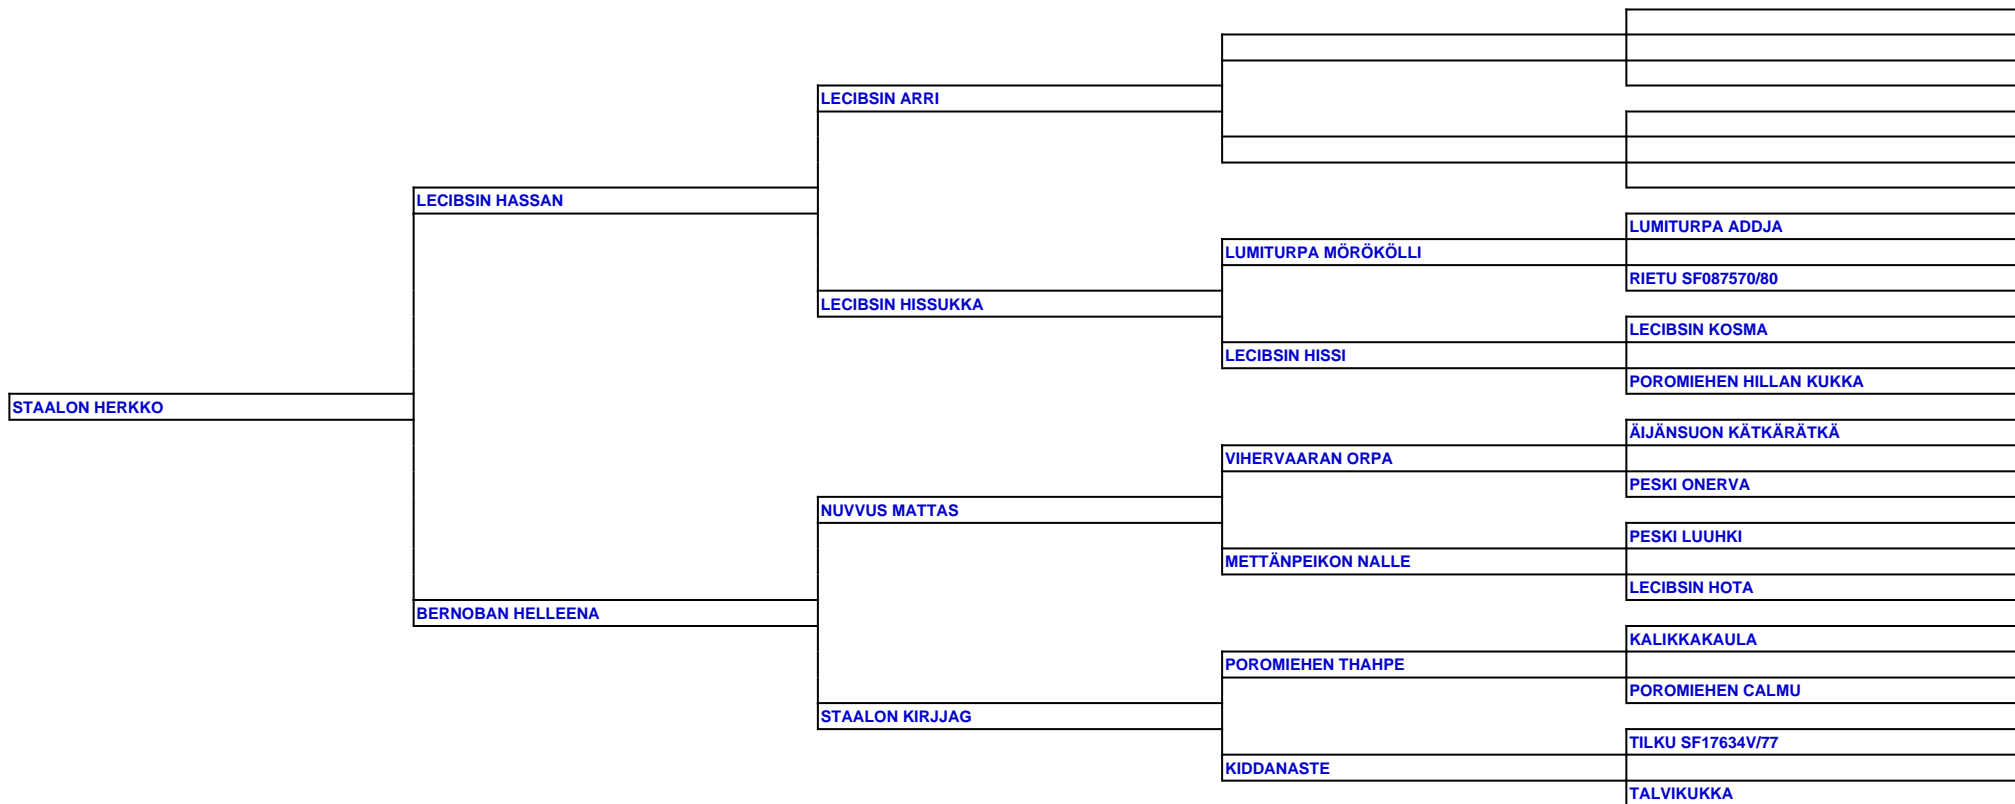 LECIBSIN ARRI
LECIBSIN HASSAN
LUMITURPA ADDJA
LUMITURPA MÖRÖKÖLLI
RIETU SF087570/80
LECIBSIN HISSUKKA
LECIBSIN KOSMA
LECIBSIN HISSI
POROMIEHEN HILLAN KUKKA
STAALON HERKKO
ÄIJÄNSUON KÄTKÄRÄTKÄ
VIHERVAARAN ORPA
PESKI ONERVA
NUVVUS MATTAS
PESKI LUUHKI
METTÄNPEIKON NALLE
LECIBSIN HOTA
BERNOBAN HELLEENA
KALIKKAKAULA
POROMIEHEN THAHPE
POROMIEHEN CALMU
STAALON KIRJJAG
TILKU SF17634V/77
KIDDANASTE
TALVIKUKKA